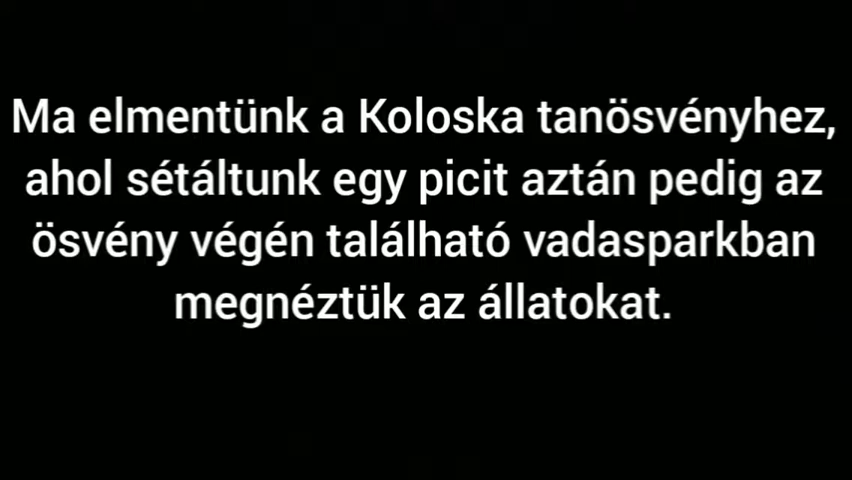 Ma elmentünk a Koloska tanösvényhez,
ahol sétáltunk egy picit aztán pedig az
ösvény végén található vadasparkban
megnéztük az állatokat.